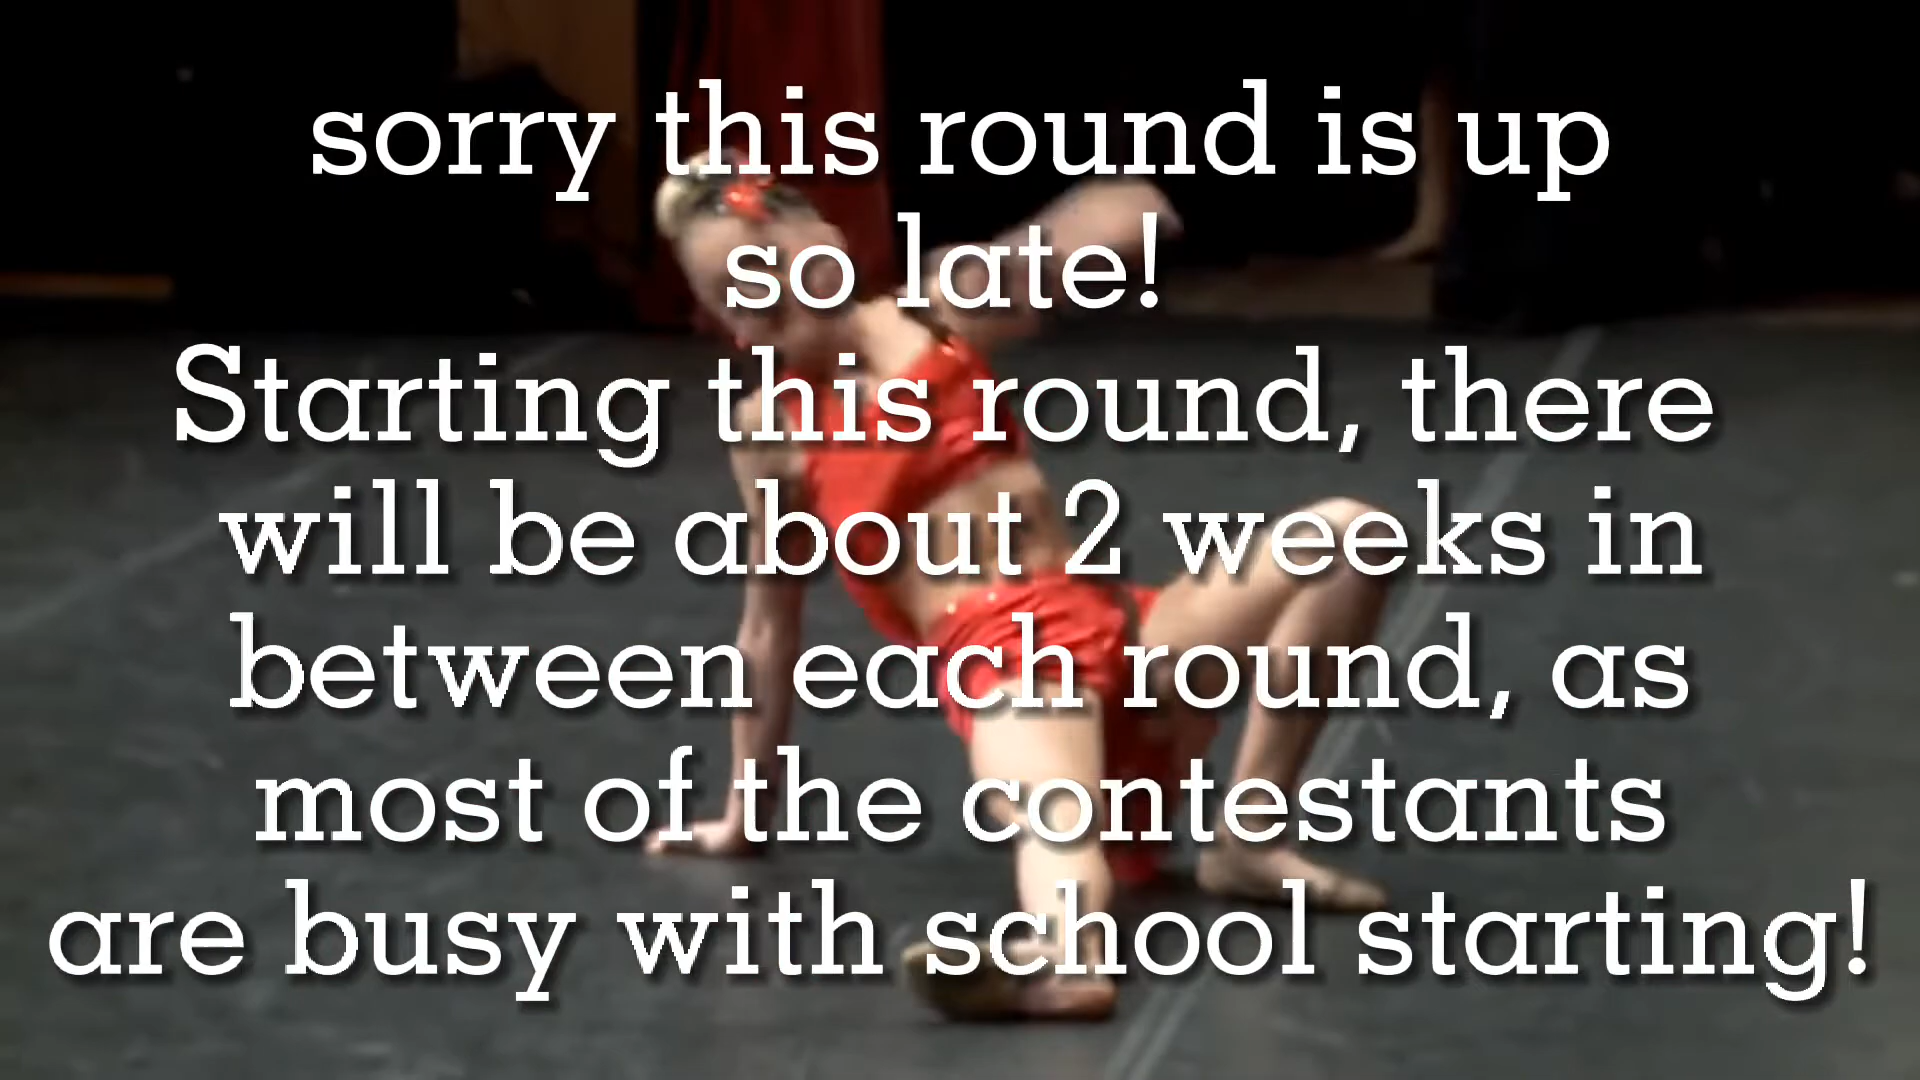 sorry this round is up
so late!
Starting this round, there
will be about 2 weeks in
between each round, as
most of the contestants
are busy with school starting!